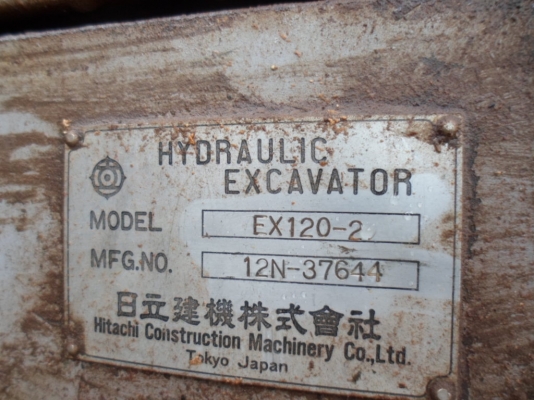 HYDRAULIC
EXCAVATOR
MODEL EX120-2
MFG.NO. 12N-37644
日立建機株式會社
Hitachi Construction Machinery Co.,Ltd.
Tokyo Japan